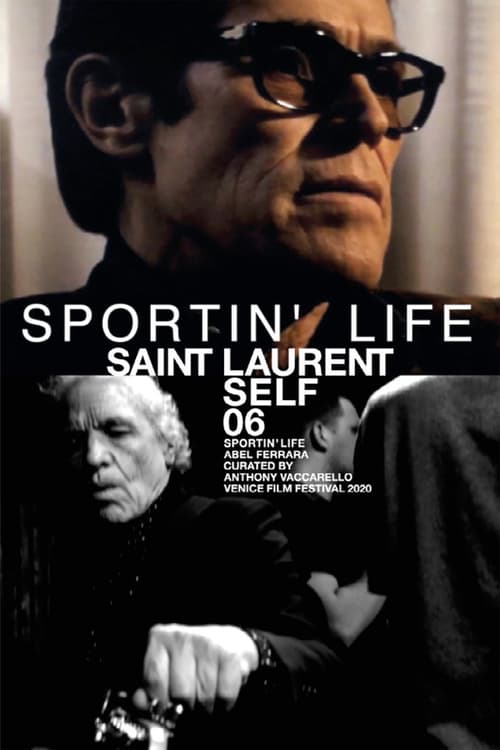 SPORTIN' LIFE
SAINT LAURENT
SELF
06
SPORTIN' LIFE
ABEL FERRARA
CURATED BY
ANTHONY VACCARELLO
VENICE FILM FESTIVAL 2020